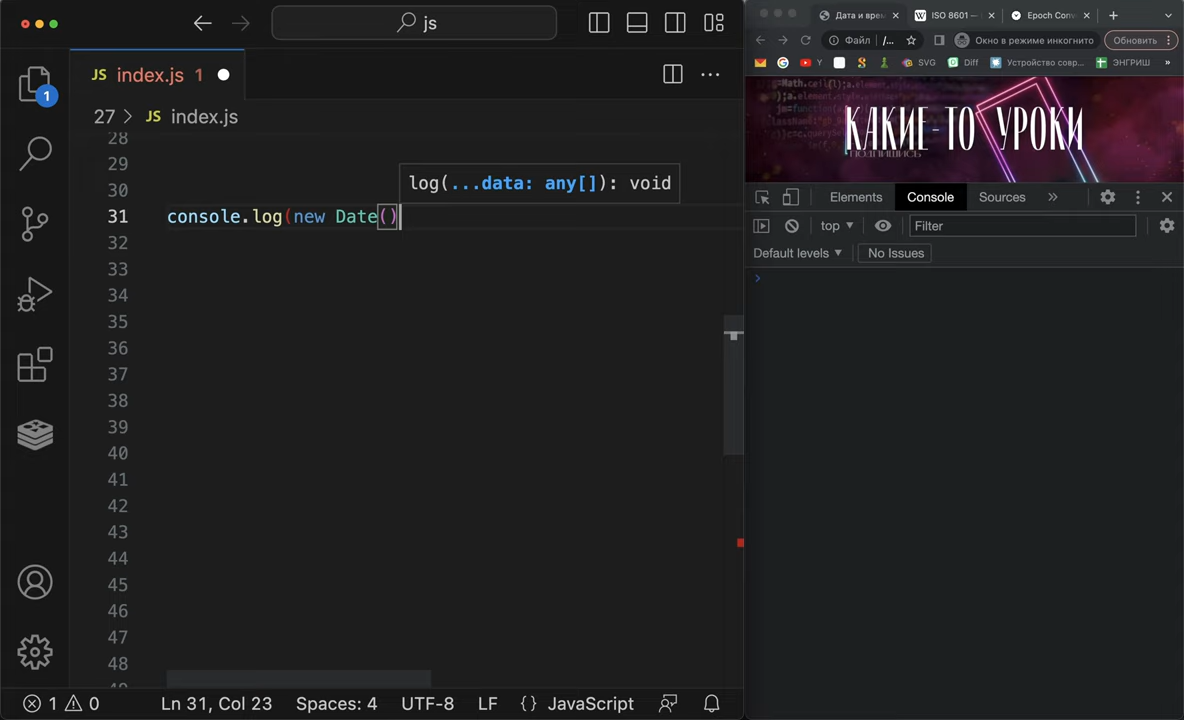 js
JS index.js 1
27 > JS index.js
1
28
29
30
log(...data: any[]): void
31 console.log(new Date()
32
33
34
35
36
37
38
39
40
41
42
43
44
45
46
47
48
1 0 Ln 31, Col 23 Spaces: 4 UTF-8 LF {} JavaScript
Дата и врем
ISO 8601 —
Epoch Conv
Файл /...
Окно в режиме инкогнито
Обновить
Y
SVG
Diff
Устройство совр...
ЭНГРИШ
»
g=Math.ceil(
КАКИЕ-ТО УРОКИ
ПОДПИШИСЬ
Elements Console Sources »
top ▼ Filter
Default levels ▼ No Issues
>